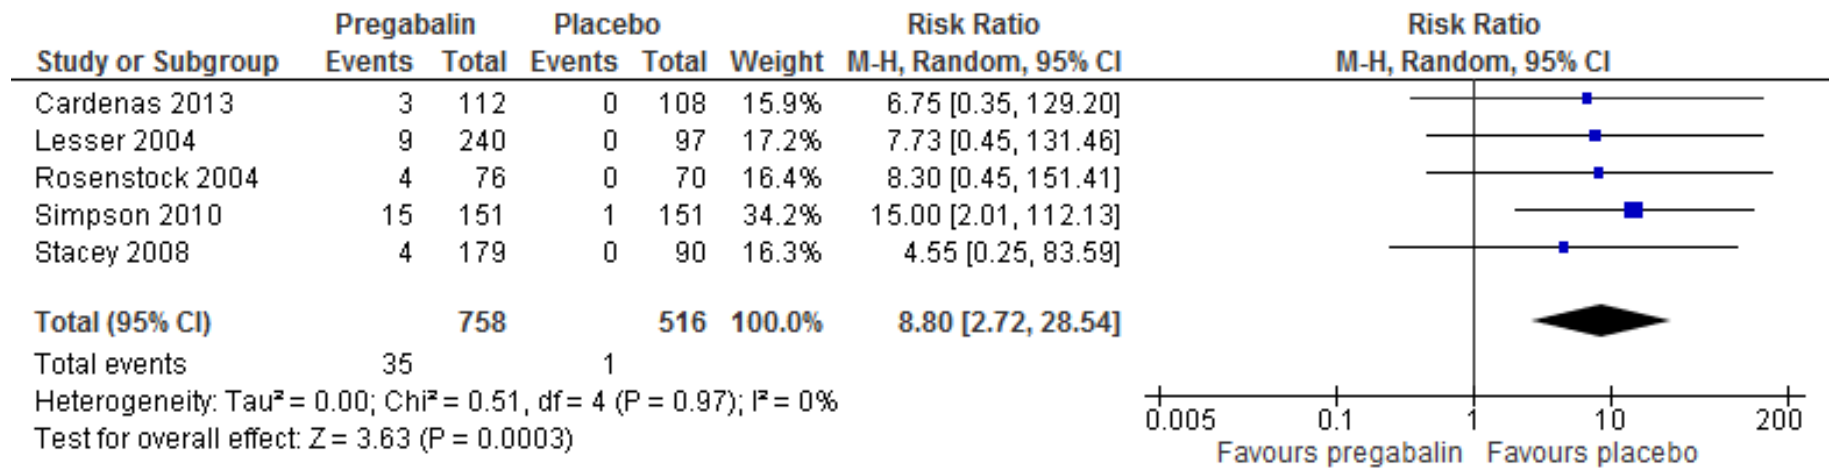 Pregabalin Placebo Risk Ratio Risk Ratio
Study or Subgroup Events Total Events Total Weight M-H, Random, 95% CI M-H, Random, 95% CI
Cardenas 2013 3 112 0 108 15.9% 6.75 [0.35, 129.20]
Lesser 2004 9 240 0 97 17.2% 7.73 [0.45, 131.46]
Rosenstock 2004 4 76 0 70 16.4% 8.30 [0.45, 151.41]
Simpson 2010 15 151 1 151 34.2% 15.00 [2.01, 112.13]
Stacey 2008 4 179 0 90 16.3% 4.55 [0.25, 83.59]
Total (95% CI) 758 516 100.0% 8.80 [2.72, 28.54]
Total events 35 1
Heterogeneity: Tau² = 0.00; Chi² = 0.51, df = 4 (P = 0.97); I² = 0%
Test for overall effect: Z = 3.63 (P = 0.0003)
0.005 0.1 1 10 200
Favours pregabalin Favours placebo